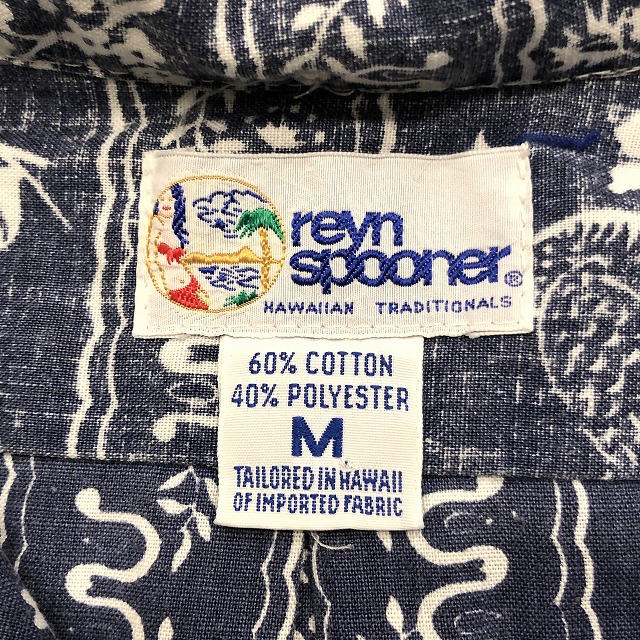 reyn
spooner®
HAWAIIAN TRADITIONALS
60% COTTON
40% POLYESTER
M
TAILORED IN HAWAII
OF IMPORTED FABRIC